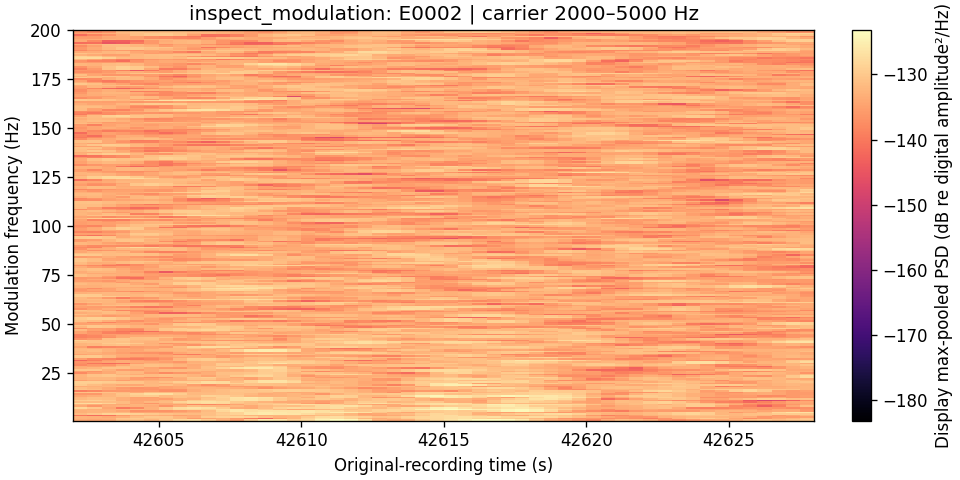 inspect_modulation: E0002 | carrier 2000–5000 Hz
200
175
150
125
100
75
50
25
Modulation frequency (Hz)
42605 42610 42615 42620 42625
Original-recording time (s)
−130
−140
−150
−160
−170
−180
Display max-pooled PSD (dB re digital amplitude²/Hz)